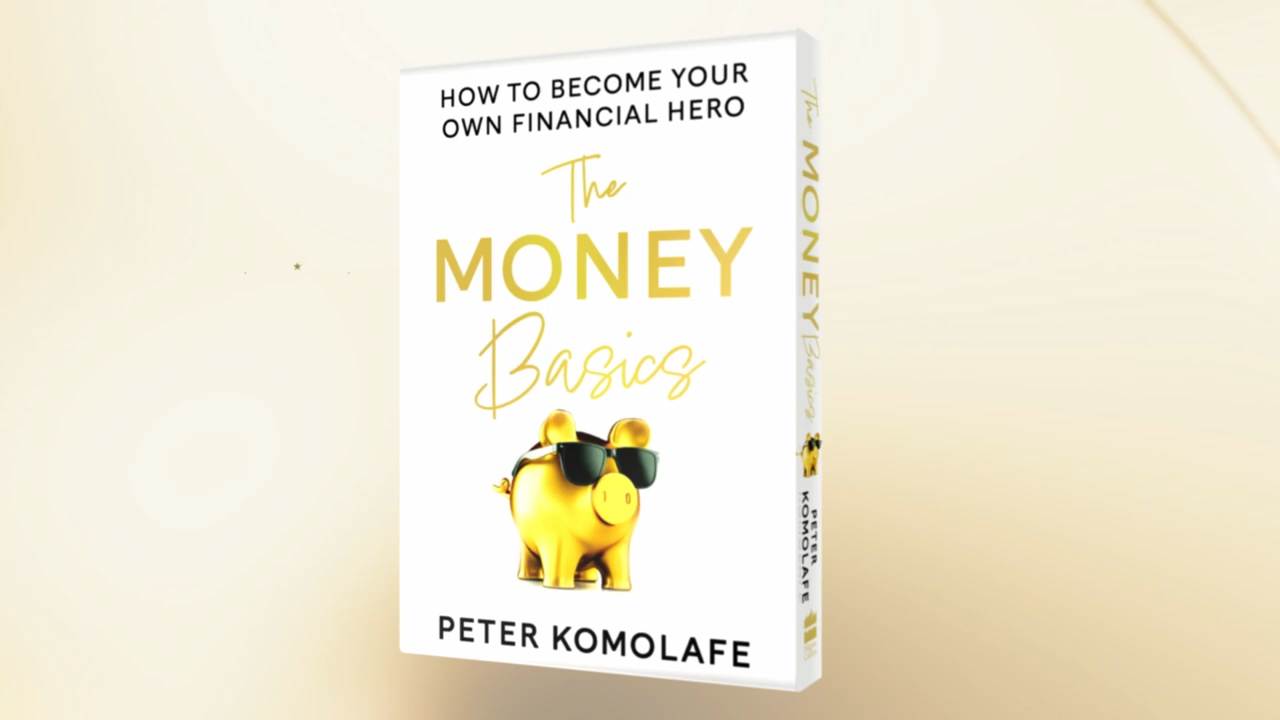 HOW TO BECOME YOUR
OWN FINANCIAL HERO
The
MONEY
Basics
PETER KOMOLAFE
The MONEY Basics
PETER
KOMOLAFE